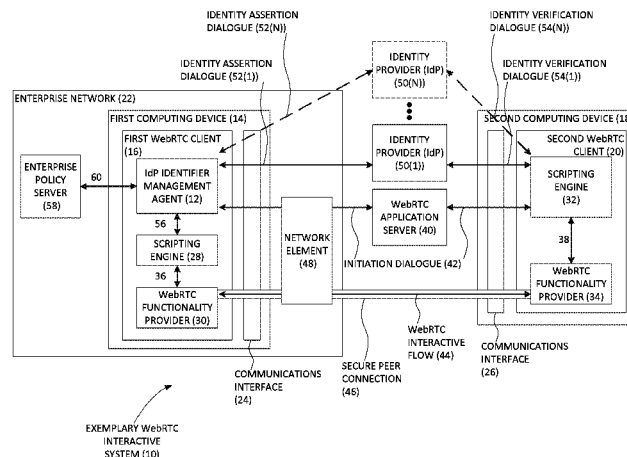 IDENTITY ASSERTION
DIALOGUE (52(N))
IDENTITY VERIFICATION
DIALOGUE (54(N))
IDENTITY ASSERTION
DIALOGUE (52(1))
IDENTITY
PROVIDER (IdP)
(50(N))
IDENTITY VERIFICATION
DIALOGUE (54(1))
ENTERPRISE NETWORK (22)
FIRST COMPUTING DEVICE (14)
SECOND COMPUTING DEVICE (18)
FIRST WebRTC CLIENT
(16)
IDENTITY
PROVIDER (IdP)
(50(1))
SECOND WebRTC
CLIENT (20)
ENTERPRISE
POLICY
SERVER
(58)
60
IdP IDENTIFIER
MANAGEMENT
AGENT (12)
SCRIPTING
ENGINE
(32)
WebRTC
APPLICATION
SERVER
(40)
56
NETWORK
ELEMENT
(48)
SCRIPTING
ENGINE (28)
INITIATION DIALOGUE (42)
38
36
WebRTC
FUNCTIONALITY
PROVIDER (30)
WebRTC
FUNCTIONALITY
PROVIDER (34)
WebRTC
INTERACTIVE
FLOW (44)
COMMUNICATIONS
INTERFACE
(24)
SECURE PEER
CONNECTION
(46)
COMMUNICATIONS
INTERFACE
(26)
EXEMPLARY WebRTC
INTERACTIVE
SYSTEM (10)